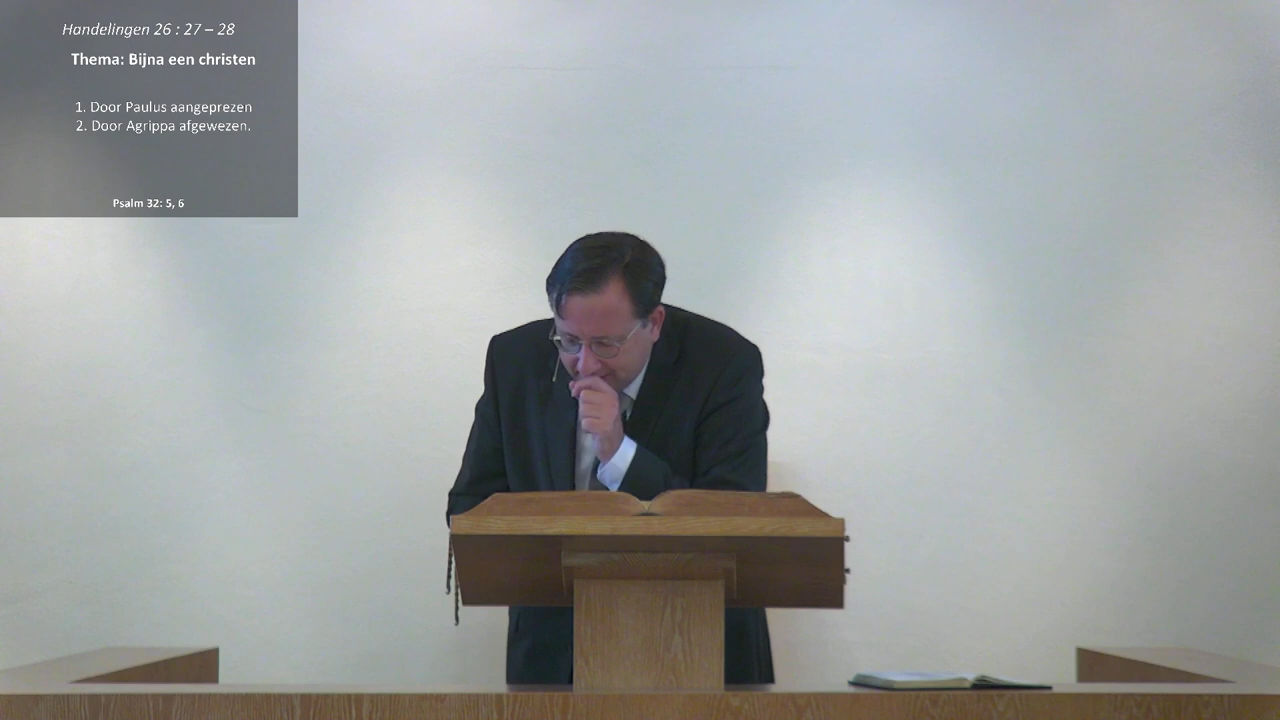 Handelingen 26 : 27 – 28
Thema: Bijna een christen
1. Door Paulus aangeprezen
2. Door Agrippa afgewezen.
Psalm 32: 5, 6